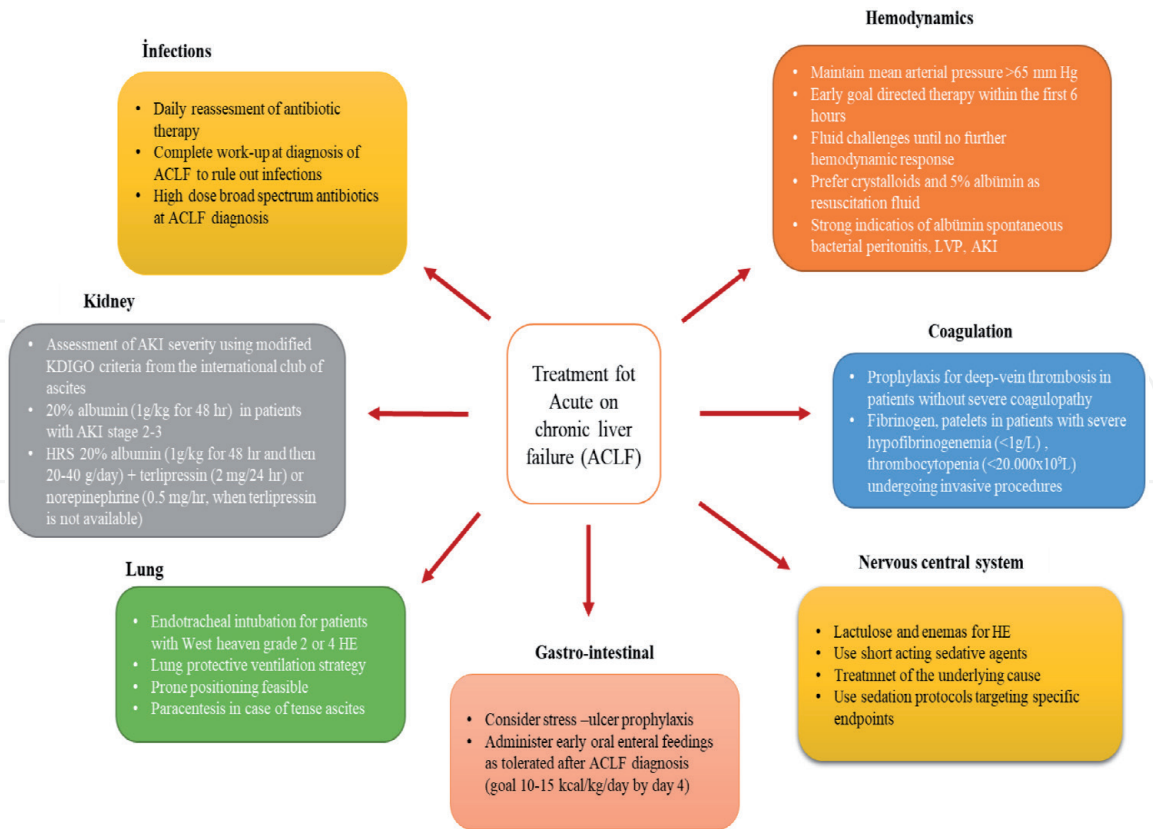 İnfections
• Daily reassesment of antibiotic
therapy
• Complete work-up at diagnosis of
ACLF to rule out infections
• High dose broad spectrum antibiotics
at ACLF diagnosis
Hemodynamics
• Maintain mean arterial pressure >65 mm Hg
• Early goal directed therapy within the first 6
hours
• Fluid challenges until no further
hemodynamic response
• Prefer crystalloids and 5% albümin as
resuscitation fluid
• Strong indicatios of albümin spontaneous
bacterial peritonitis, LVP, AKI
Kidney
• Assessment of AKI severity using modified
KDIGO criteria from the international club of
ascites
• 20% albumin (1g/kg for 48 hr) in patients
with AKI stage 2-3
• HRS 20% albumin (1g/kg for 48 hr and then
20-40 g/day) + terlipressin (2 mg/24 hr) or
norepinephrine (0.5 mg/hr, when terlipressin
is not available)
Treatment fot
Acute on
chronic liver
failure (ACLF)
Coagulation
• Prophylaxis for deep-vein thrombosis in
patients without severe coagulopathy
• Fibrinogen, patelets in patients with severe
hypofibrinogenemia (<1g/L) ,
thrombocytopenia (<20.000x10⁹L)
undergoing invasive procedures
Lung
• Endotracheal intubation for patients
with West heaven grade 2 or 4 HE
• Lung protective ventilation strategy
• Prone positioning feasible
• Paracentesis in case of tense ascites
Gastro-intestinal
• Consider stress –ulcer prophylaxis
• Administer early oral enteral feedings
as tolerated after ACLF diagnosis
(goal 10-15 kcal/kg/day by day 4)
Nervous central system
• Lactulose and enemas for HE
• Use short acting sedative agents
• Treatmnet of the underlying cause
• Use sedation protocols targeting specific
endpoints